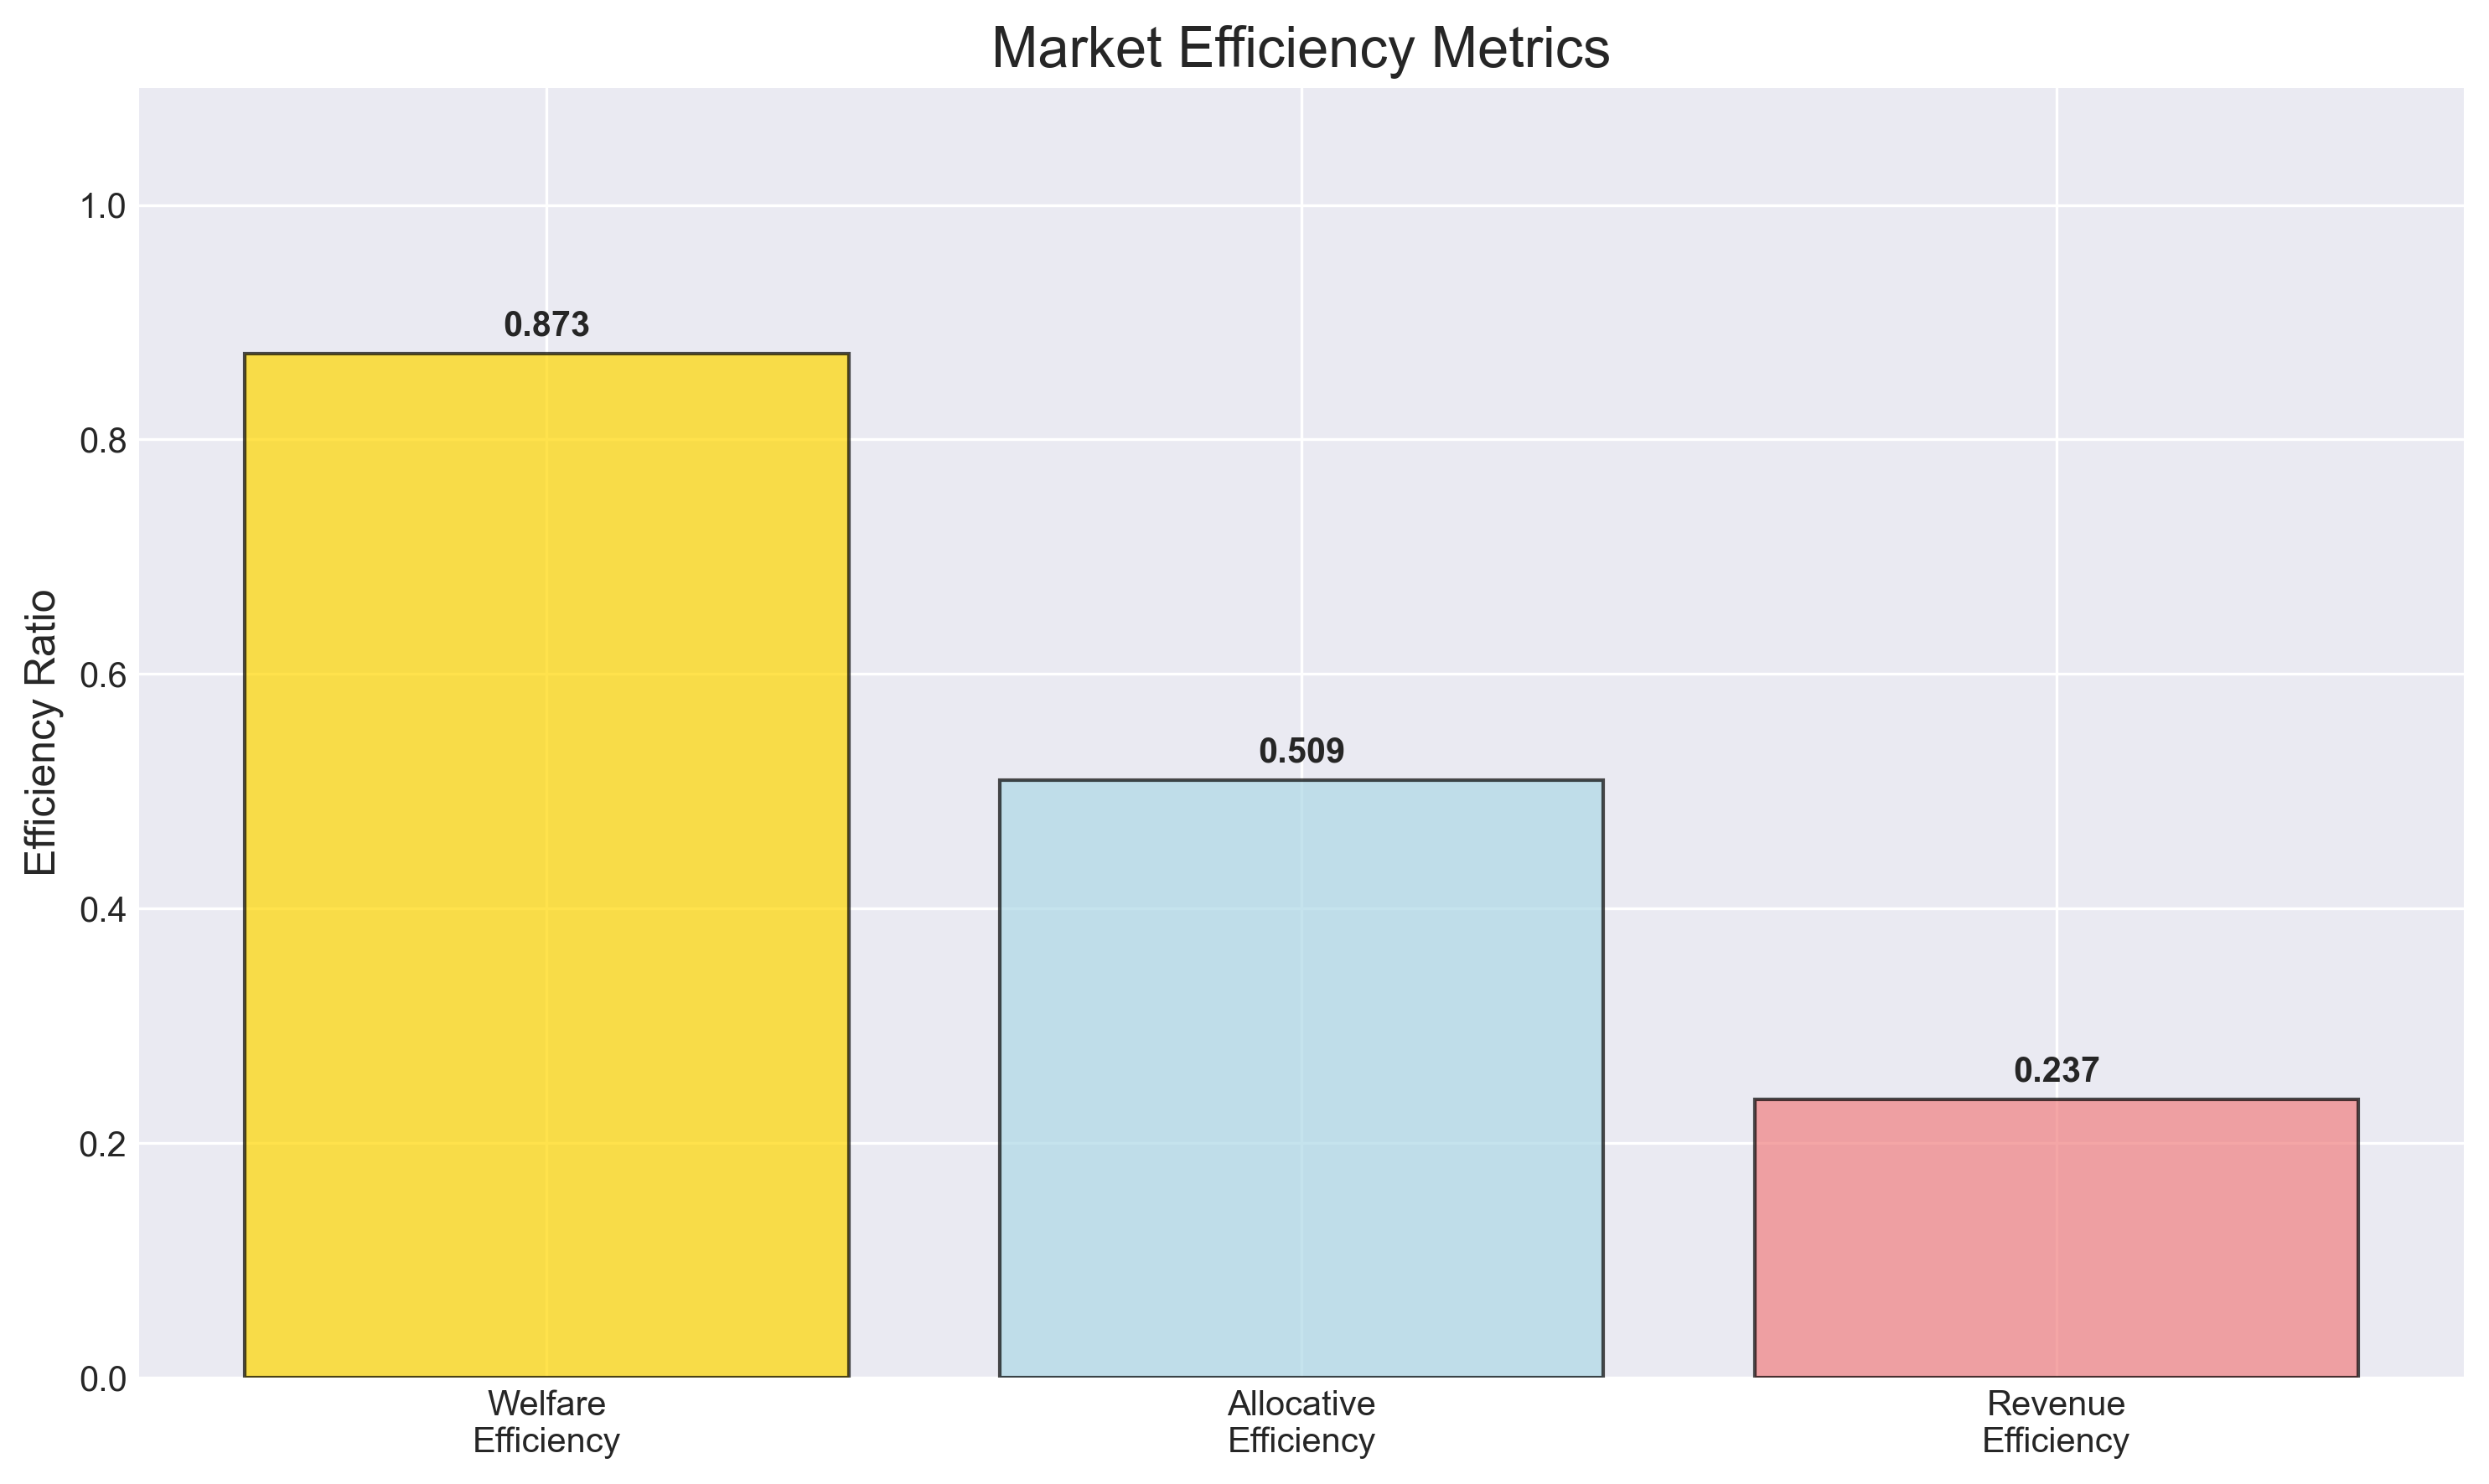 Market Efficiency Metrics
Efficiency Ratio
1.0
0.8
0.6
0.4
0.2
0.0
0.873
0.509
0.237
Welfare
Efficiency
Allocative
Efficiency
Revenue
Efficiency